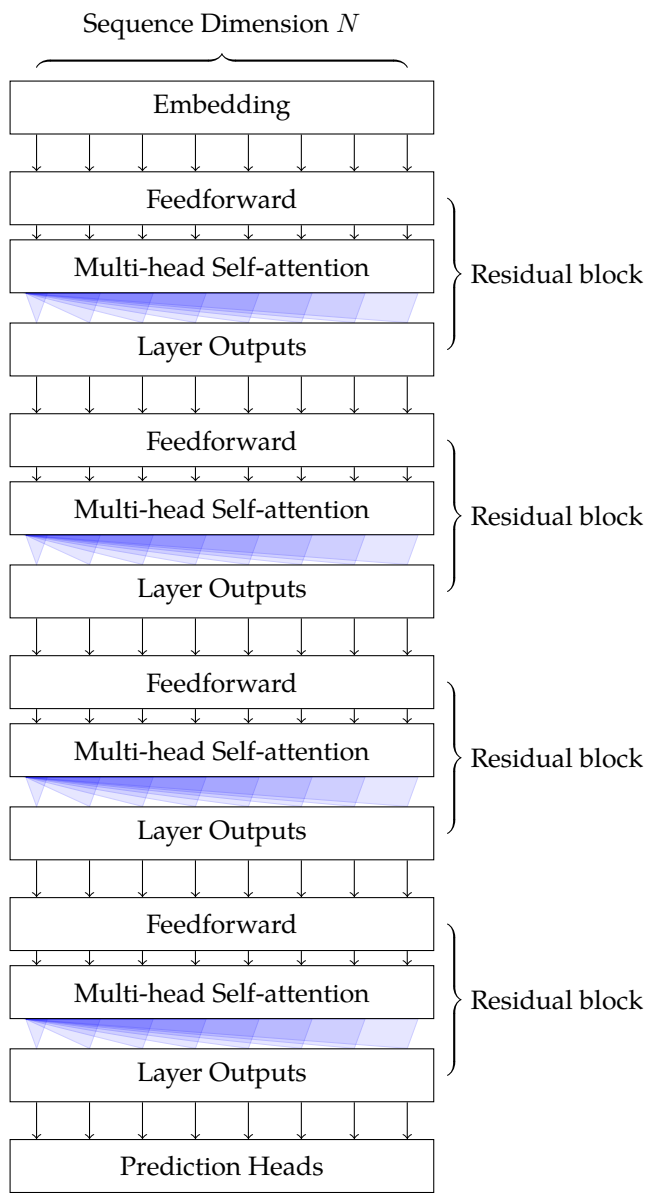 Sequence Dimension N
Embedding
Feedforward
Multi-head Self-attention
Residual block
Layer Outputs
Feedforward
Multi-head Self-attention
Residual block
Layer Outputs
Feedforward
Multi-head Self-attention
Residual block
Layer Outputs
Feedforward
Multi-head Self-attention
Residual block
Layer Outputs
Prediction Heads